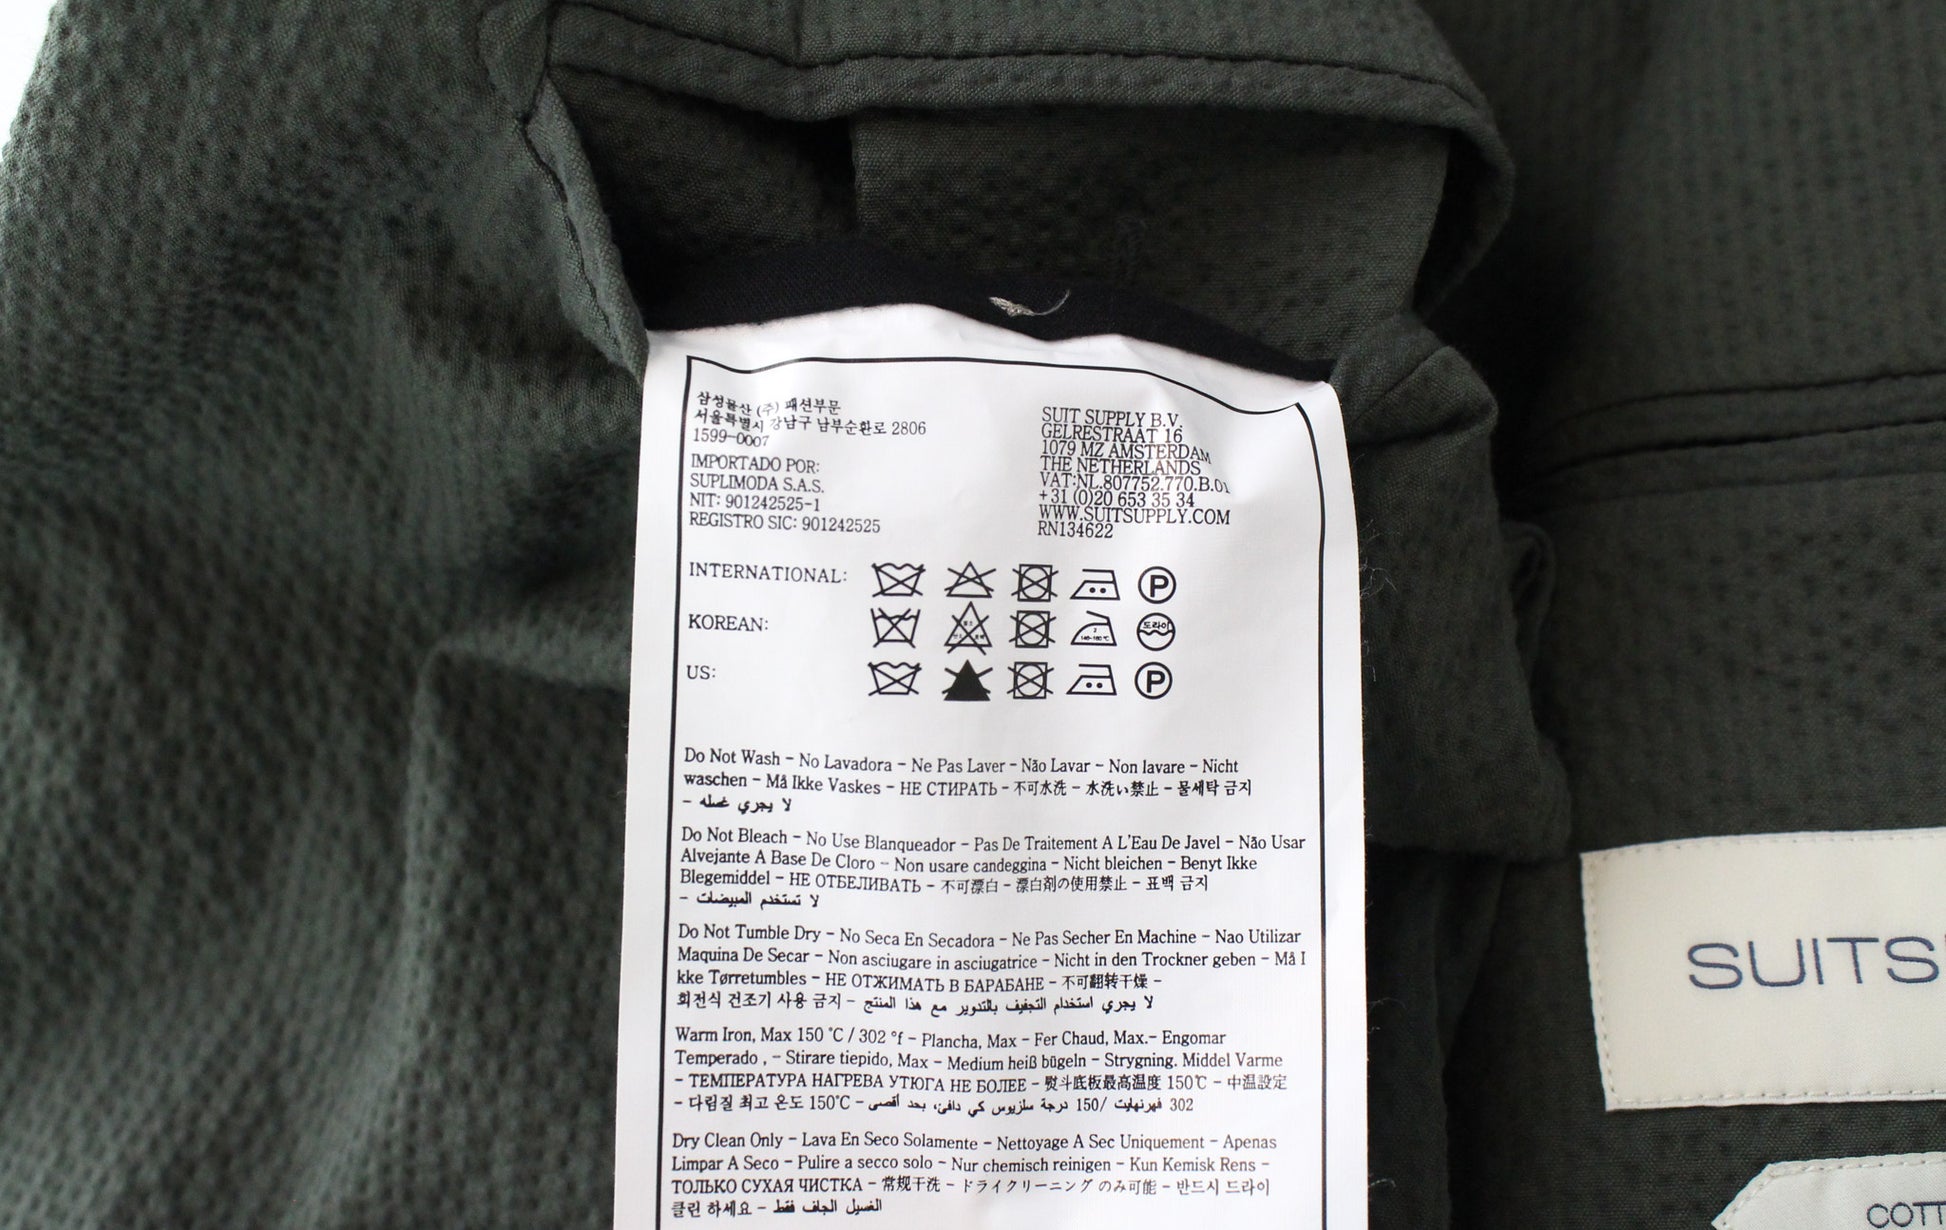 삼성물산 (주) 패션부문
서울특별시 강남구 남부순환로 2806
1599-0007
IMPORTADO POR:
SUPLIMODA S.A.S.
NIT: 901242525-1
REGISTRO SIC: 901242525
SUIT SUPPLY B.V.
GELRESTRAAT 16
1079 MZ AMSTERDAM
THE NETHERLANDS
VAT:NL.807752.770.B.01
+31 (0)20 653 35 34
WWW.SUITSUPPLY.COM
RN134622
INTERNATIONAL: P
KOREAN: 드라이
US: P
Do Not Wash - No Lavadora - Ne Pas Laver - Não Lavar - Non lavare - Nicht
waschen - Må Ikke Vaskes - НЕ СТИРАТЬ - 不可水洗 - 水洗い禁止 - 물세탁 금지
- لا يجري غسله
Do Not Bleach - No Use Blanqueador - Pas De Traitement A L'Eau De Javel - Não Usar
Alvejante A Base De Cloro - Non usare candeggina - Nicht bleichen - Benyt Ikke
Blegemiddel - НЕ ОТБЕЛИВАТЬ - 不可漂白 - 漂白剤の使用禁止 - 표백 금지
- لا تستخدم المبيضات
Do Not Tumble Dry - No Seca En Secadora - Ne Pas Secher En Machine - Nao Utilizar
Maquina De Secar - Non asciugare in asciugatrice - Nicht in den Trockner geben - Må I
kke Tørretumbles - НЕ ОТЖИМАТЬ В БАРАБАНЕ - 不可翻转干燥 -
회전식 건조기 사용 금지 - لا يجري استخدام التجفيف بالتدوير مع هذا المنتج
Warm Iron, Max 150 °C / 302 °f - Plancha, Max - Fer Chaud, Max.- Engomar
Temperado , - Stirare tiepido, Max - Medium heiß bügeln - Strygning. Middel Varme
- ТЕМПЕРАТУРА НАГРЕВА УТЮГА НЕ БОЛЕЕ - 熨斗底板最高温度 150℃ - 中温設定
- 다림질 최고 온도 150℃ - 302 فهرنهايت /150 درجة سلزيوس كي دافئ، بحد أقصى
Dry Clean Only - Lava En Seco Solamente - Nettoyage A Sec Uniquement - Apenas
Limpar A Seco - Pulire a secco solo - Nur chemisch reinigen - Kun Kemisk Rens -
ТОЛЬКО СУХАЯ ЧИСТКА - 常规干洗 - ドライクリーニング のみ可能 - 반드시 드라이
클린 하세요 - الغسيل الجاف فقط
SUITS
COTT